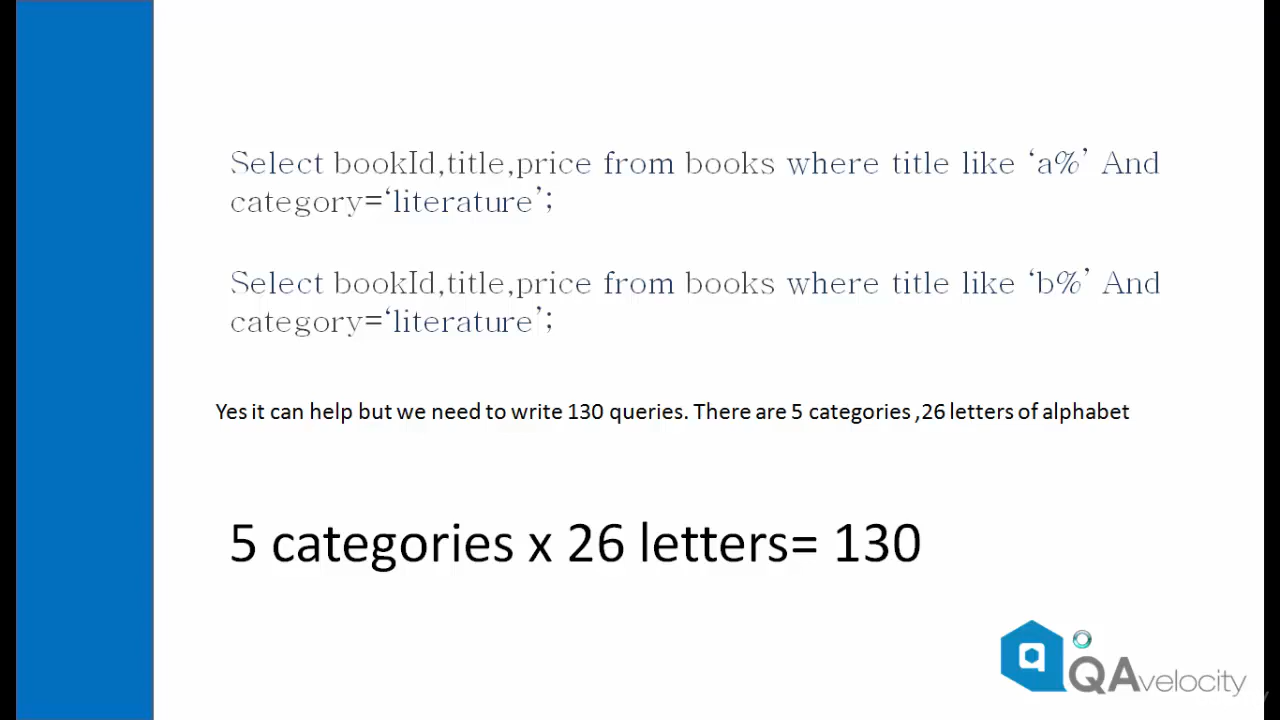 Select bookId,title,price from books where title like ‘a%’ And
category=‘literature’;
Select bookId,title,price from books where title like ‘b%’ And
category=‘literature’;
Yes it can help but we need to write 130 queries. There are 5 categories ,26 letters of alphabet
5 categories x 26 letters= 130
q
QAvelocity